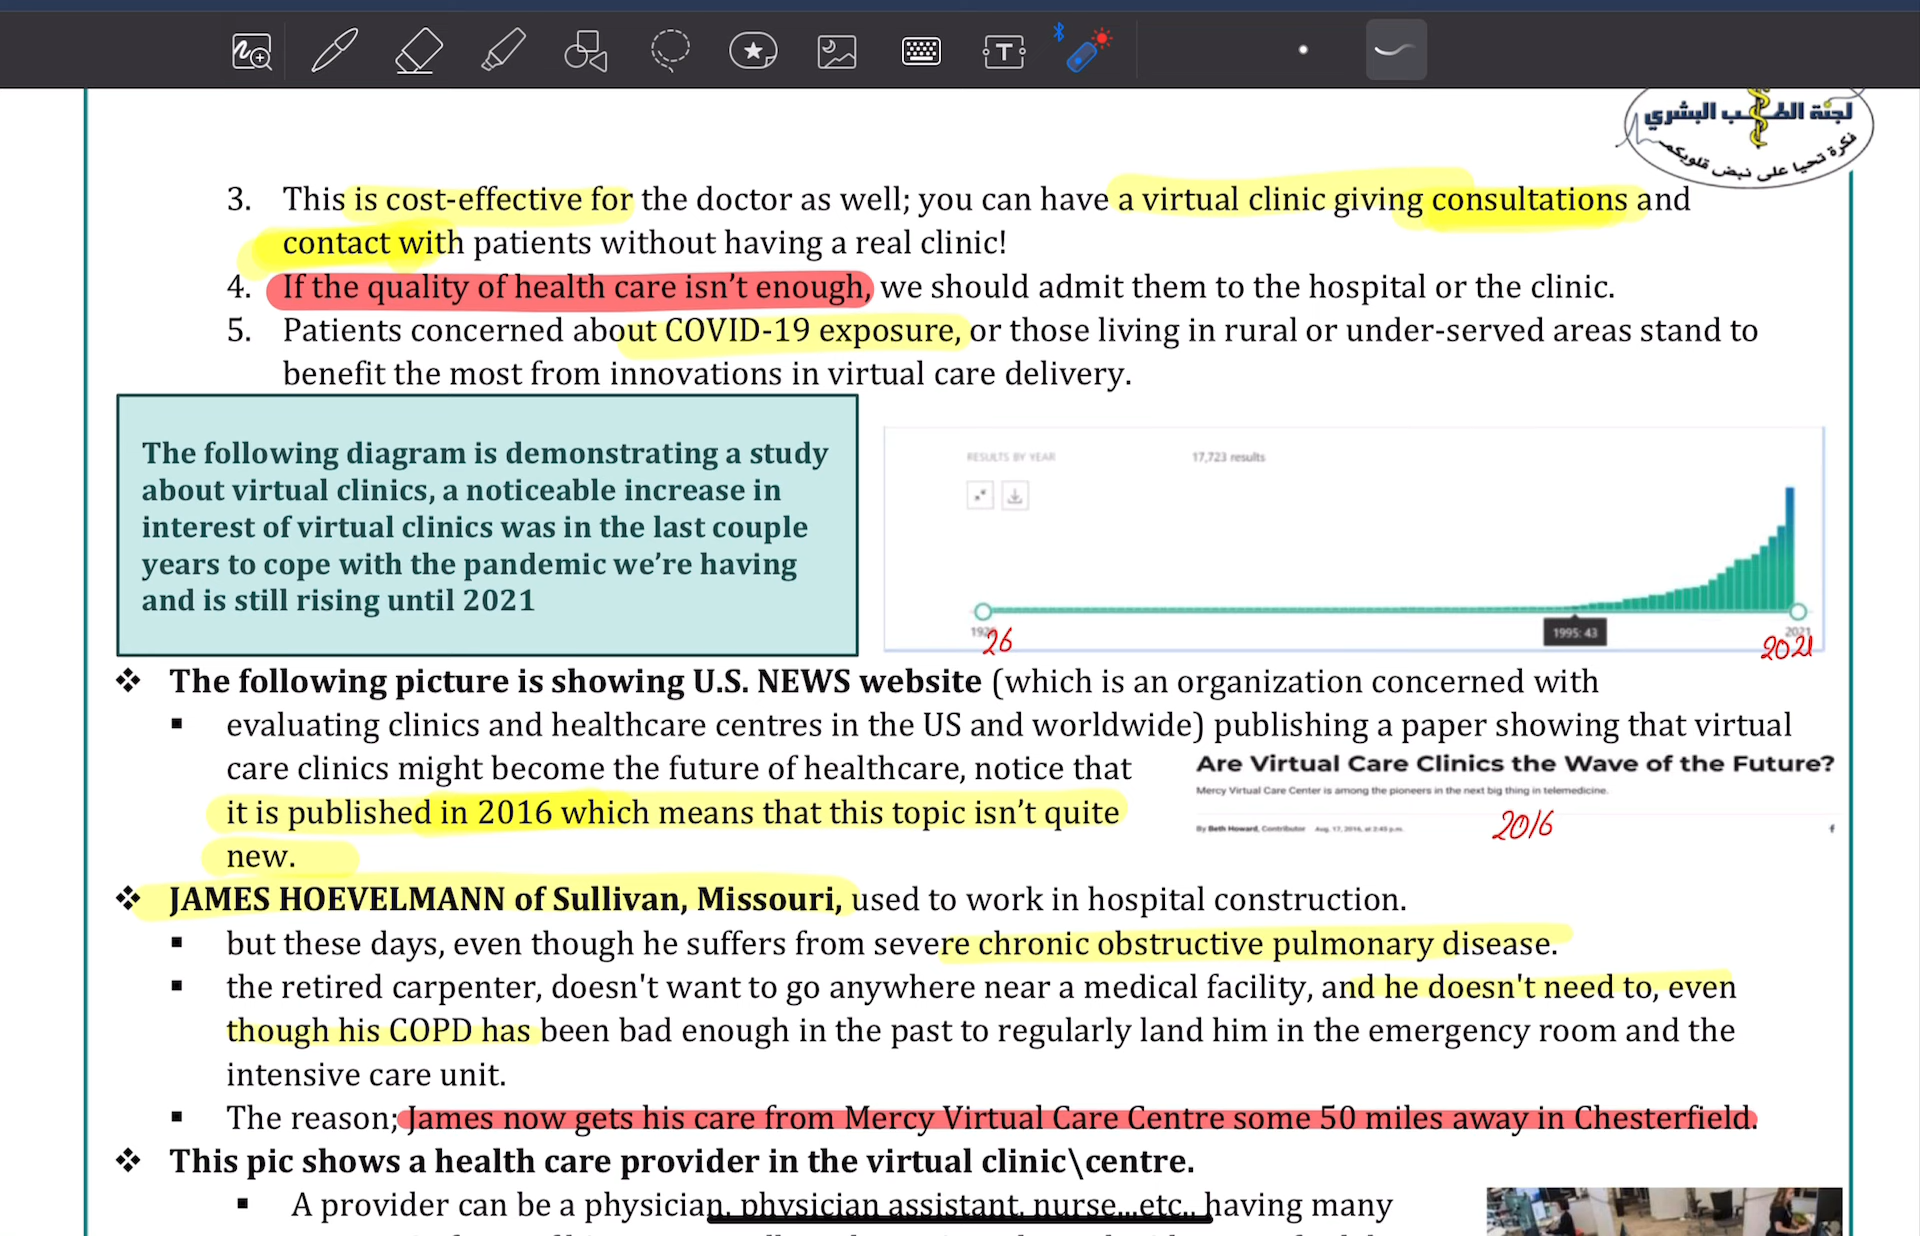 لجنة الطب البشري
فكرة تحيا على نبض قلوبكم
3. This is cost-effective for the doctor as well; you can have a virtual clinic giving consultations and
contact with patients without having a real clinic!
4. If the quality of health care isn't enough, we should admit them to the hospital or the clinic.
5. Patients concerned about COVID-19 exposure, or those living in rural or under-served areas stand to
benefit the most from innovations in virtual care delivery.
The following diagram is demonstrating a study
about virtual clinics, a noticeable increase in
interest of virtual clinics was in the last couple
years to cope with the pandemic we're having
and is still rising until 2021
RESULTS BY YEAR 17,723 results
1995: 43
26 2021
2021
❖ The following picture is showing U.S. NEWS website (which is an organization concerned with
▪ evaluating clinics and healthcare centres in the US and worldwide) publishing a paper showing that virtual
care clinics might become the future of healthcare, notice that
it is published in 2016 which means that this topic isn't quite
new.
Are Virtual Care Clinics the Wave of the Future?
Mercy Virtual Care Center is among the pioneers in the next big thing in telemedicine.
By Beth Howard, Contributor Aug. 17, 2016, at 2:45 p.m.
2016
❖ JAMES HOEVELMANN of Sullivan, Missouri, used to work in hospital construction.
▪ but these days, even though he suffers from severe chronic obstructive pulmonary disease.
▪ the retired carpenter, doesn't want to go anywhere near a medical facility, and he doesn't need to, even
though his COPD has been bad enough in the past to regularly land him in the emergency room and the
intensive care unit.
▪ The reason; James now gets his care from Mercy Virtual Care Centre some 50 miles away in Chesterfield.
❖ This pic shows a health care provider in the virtual clinic\centre.
▪ A provider can be a physician, physician assistant, nurse...etc., having many